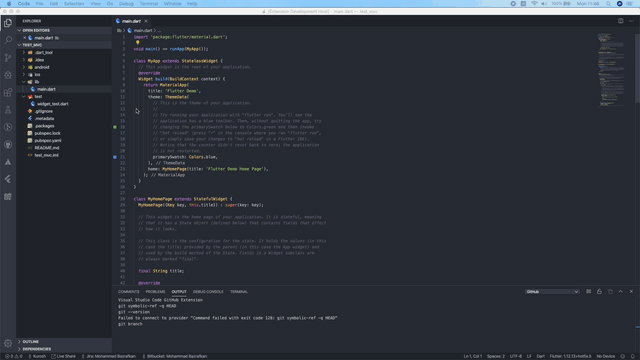 Code File Edit Selection View Go Debug Terminal Window Help
Mon 11:48
[Extension Development Host] - main.dart - test_mvc
EXPLORER
main.dart ×
OPEN EDITORS
main.dart lib
TEST_MVC
.dart_tool
.idea
android
ios
lib
main.dart
test
widget_test.dart
.gitignore
.metadata
.packages
pubspec.lock
pubspec.yaml
README.md
test_mvc.iml
OUTLINE
DEPENDENCIES
lib > main.dart > ...
1 import 'package:flutter/material.dart';
void main() => runApp(MyApp());
class MyApp extends StatelessWidget {
// This widget is the root of your application.
@override
Widget build(BuildContext context) {
return MaterialApp(
title: 'Flutter Demo',
theme: ThemeData(
// This is the theme of your application.
//
// Try running your application with "flutter run". You'll see the
// application has a blue toolbar. Then, without quitting the app, try
// changing the primarySwatch below to Colors.green and then invoke
// "hot reload" (press "r" in the console where you ran "flutter run",
// or simply save your changes to "hot reload" in a Flutter IDE).
// Notice that the counter didn't reset back to zero; the application
// is not restarted.
primarySwatch: Colors.blue,
), // ThemeData
home: MyHomePage(title: 'Flutter Demo Home Page'),
); // MaterialApp
}
}
class MyHomePage extends StatefulWidget {
MyHomePage({Key key, this.title}) : super(key: key);
// This widget is the home page of your application. It is stateful, meaning
// that it has a State object (defined below) that contains fields that affect
// how it looks.
// This class is the configuration for the state. It holds the values (in this
// case the title) provided by the parent (in this case the App widget) and
// used by the build method of the State. Fields in a Widget subclass are
// always marked "final".
final String title;
@override
COMMENTS PROBLEMS OUTPUT DEBUG CONSOLE TERMINAL
GitHub
Visual Studio Code GitHub Extension
git symbolic-ref -q HEAD
git --version
Failed to connect to provider "Command failed with exit code 128: git symbolic-ref -q HEAD"
git branch
Jira: Mohammad Bazrafkan
Bitbucket: Mohammad Bazrafkan
Ln 1, Col 1 Spaces: 2 UTF-8 LF Dart Flutter: 1.12.13+hotfix.5 No Device